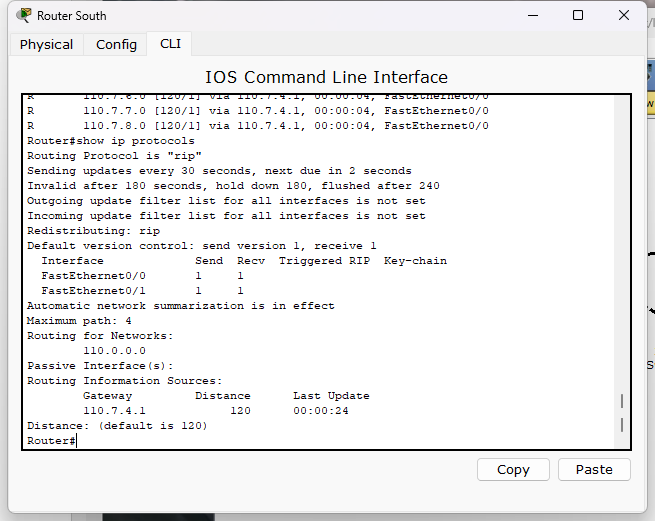 Router South
Physical Config CLI
IOS Command Line Interface
R 110.7.6.0 [120/1] via 110.7.4.1, 00:00:04, FastEthernet0/0
R 110.7.7.0 [120/1] via 110.7.4.1, 00:00:04, FastEthernet0/0
R 110.7.8.0 [120/1] via 110.7.4.1, 00:00:04, FastEthernet0/0
Router#show ip protocols
Routing Protocol is "rip"
Sending updates every 30 seconds, next due in 2 seconds
Invalid after 180 seconds, hold down 180, flushed after 240
Outgoing update filter list for all interfaces is not set
Incoming update filter list for all interfaces is not set
Redistributing: rip
Default version control: send version 1, receive 1
Interface Send Recv Triggered RIP Key-chain
FastEthernet0/0 1 1
FastEthernet0/1 1 1
Automatic network summarization is in effect
Maximum path: 4
Routing for Networks:
110.0.0.0
Passive Interface(s):
Routing Information Sources:
Gateway Distance Last Update
110.7.4.1 120 00:00:24
Distance: (default is 120)
Router#
Copy Paste